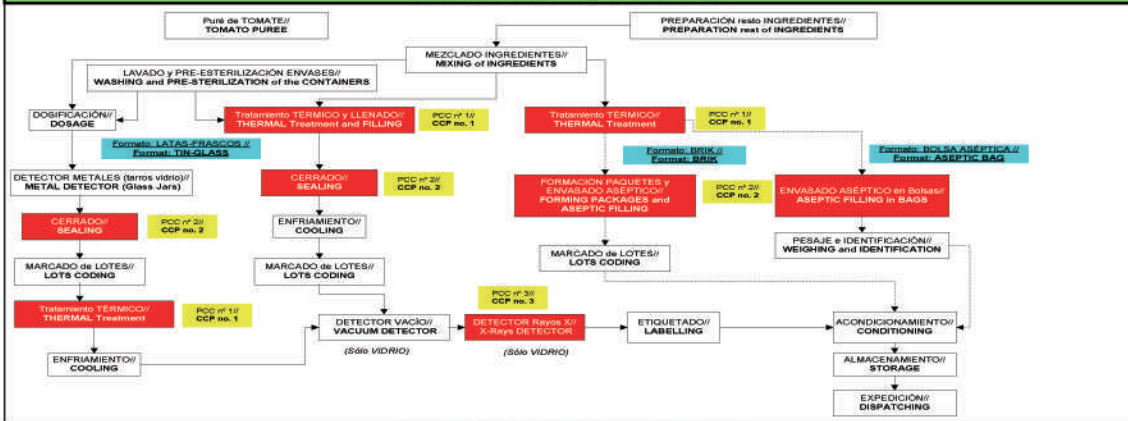 Puré de TOMATE//
TOMATO PUREE
PREPARACIÓN resto INGREDIENTES//
PREPARATION rest of INGREDIENTS
MEZCLADO INGREDIENTES//
MIXING of INGREDIENTS
LAVADO y PRE-ESTERILIZACIÓN ENVASES//
WASHING and PRE-STERILIZATION of the CONTAINERS
DOSIFICACIÓN//
DOSAGE
Tratamiento TÉRMICO y LLENADO//
THERMAL Treatment and FILLING
PCC nº 1//
CCP no. 1
Tratamiento TÉRMICO//
THERMAL Treatment
PCC nº 1//
CCP no. 1
Formato: LATAS-FRASCOS //
Format: TIN-GLASS
Formato: BRIK //
Format: BRIK
Formato: BOLSA ASÉPTICA //
Format: ASEPTIC BAG
DETECTOR METALES (tarros vidrio)//
METAL DETECTOR (Glass Jars)
CERRADO//
SEALING
PCC nº 2//
CCP no. 2
FORMACIÓN PAQUETES y
ENVASADO ASÉPTICO//
FORMING PACKAGES and
ASEPTIC FILLING
PCC nº 2//
CCP no. 2
ENVASADO ASÉPTICO en Bolsas//
ASEPTIC FILLING in BAGS
CERRADO//
SEALING
PCC nº 2//
CCP no. 2
ENFRIAMIENTO//
COOLING
PESAJE e IDENTIFICACIÓN//
WEIGHING and IDENTIFICATION
MARCADO de LOTES//
LOTS CODING
MARCADO de LOTES//
LOTS CODING
MARCADO de LOTES//
LOTS CODING
Tratamiento TÉRMICO//
THERMAL Treatment
PCC nº 1//
CCP no. 1
PCC nº 3//
CCP no. 3
DETECTOR VACÍO//
VACUUM DETECTOR
(Sólo VIDRIO)
DETECTOR Rayos X//
X-Rays DETECTOR
(Sólo VIDRIO)
ETIQUETADO//
LABELLING
ACONDICIONAMIENTO//
CONDITIONING
ENFRIAMIENTO//
COOLING
ALMACENAMIENTO//
STORAGE
EXPEDICIÓN//
DISPATCHING